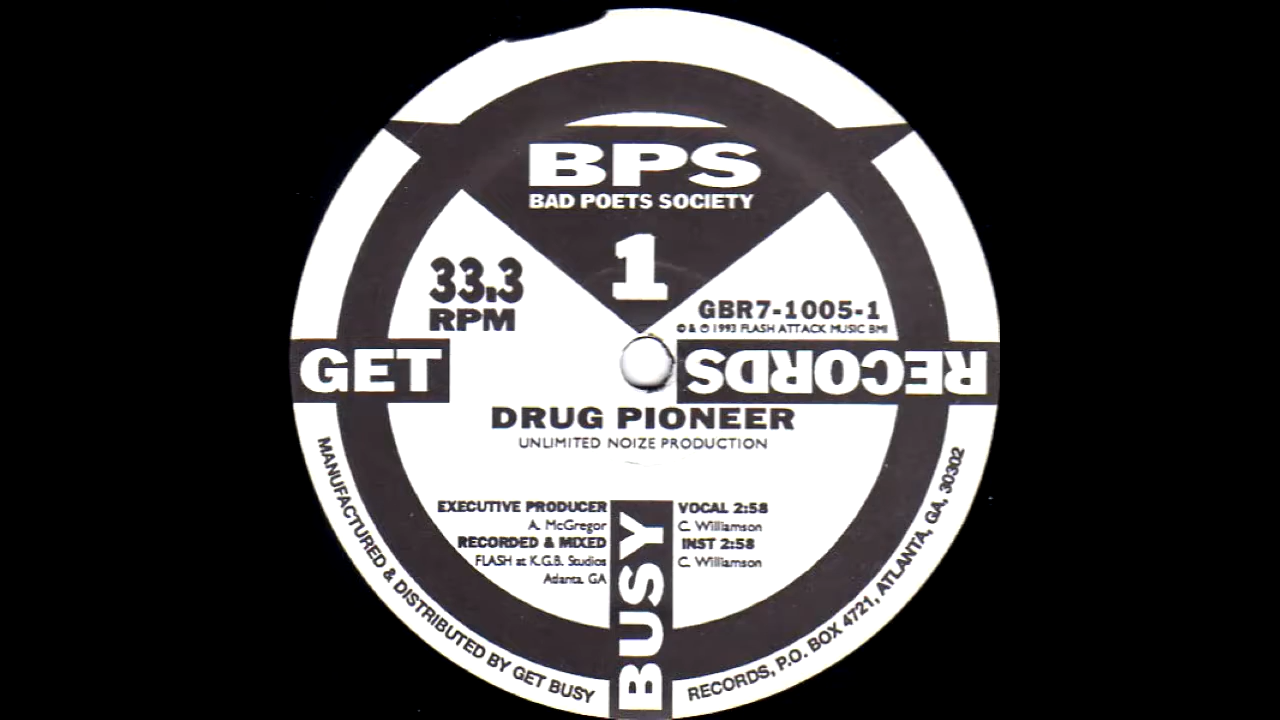 BPS
BAD POETS SOCIETY
1
33.3
RPM
GBR7-1005-1
© & ℗ 1993 FLASH ATTACK MUSIC BMI
GET
RECORDS
DRUG PIONEER
UNLIMITED NOIZE PRODUCTION
EXECUTIVE PRODUCER
A. McGregor
RECORDED & MIXED
FLASH at K.G.B. Studios
Atlanta. GA
VOCAL 2:58
C. Williamson
INST 2:58
C. Williamson
BUSY
MANUFACTURED & DISTRIBUTED BY GET BUSY
RECORDS, P.O. BOX 4721, ATLANTA, GA, 30302